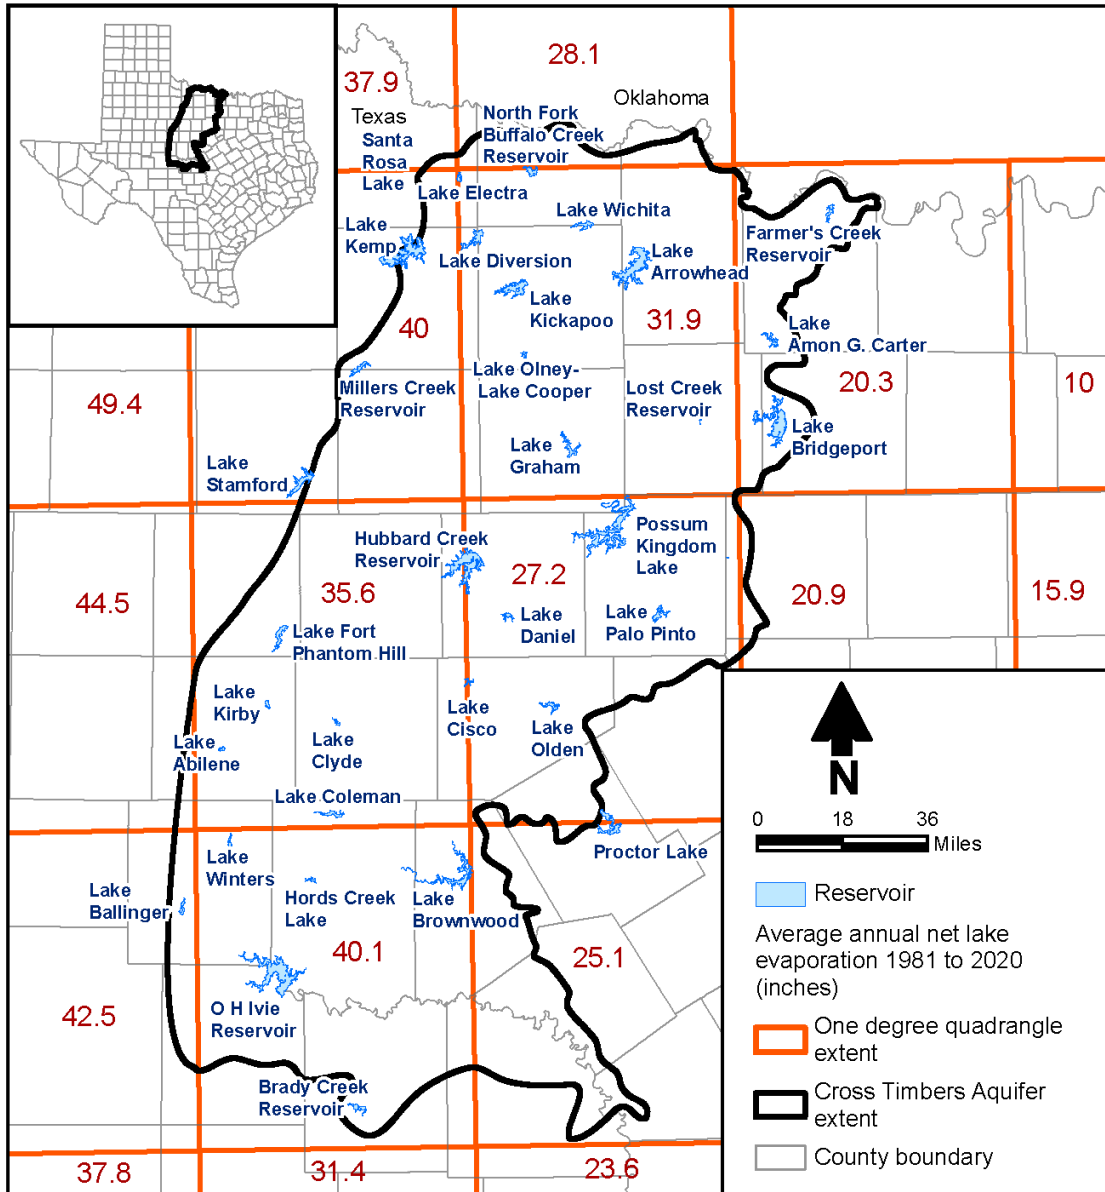 28.1
37.9
Oklahoma
Texas
North Fork
Buffalo Creek
Reservoir
Santa
Rosa
Lake
Lake Electra
Lake Wichita
Lake
Kemp
Farmer's Creek
Reservoir
Lake Diversion
Lake
Arrowhead
Lake
Kickapoo
40
31.9
Lake
Amon G. Carter
Millers Creek
Reservoir
Lake Olney-
Lake Cooper
Lost Creek
Reservoir
20.3
10
49.4
Lake
Bridgeport
Lake
Graham
Lake
Stamford
Possum
Kingdom
Lake
Hubbard Creek
Reservoir
27.2
35.6
44.5
20.9
15.9
Lake
Daniel
Lake
Palo Pinto
Lake Fort
Phantom Hill
Lake
Kirby
Lake
Cisco
Lake
Olden
Lake
Abilene
Lake
Clyde
Lake Coleman
Proctor Lake
Lake
Winters
Lake
Ballinger
Hords Creek
Lake
Lake
Brownwood
40.1
25.1
42.5
O H Ivie
Reservoir
Brady Creek
Reservoir
37.8
31.4
23.6
N
0 18 36
Miles
Reservoir
Average annual net lake
evaporation 1981 to 2020
(inches)
One degree quadrangle
extent
Cross Timbers Aquifer
extent
County boundary